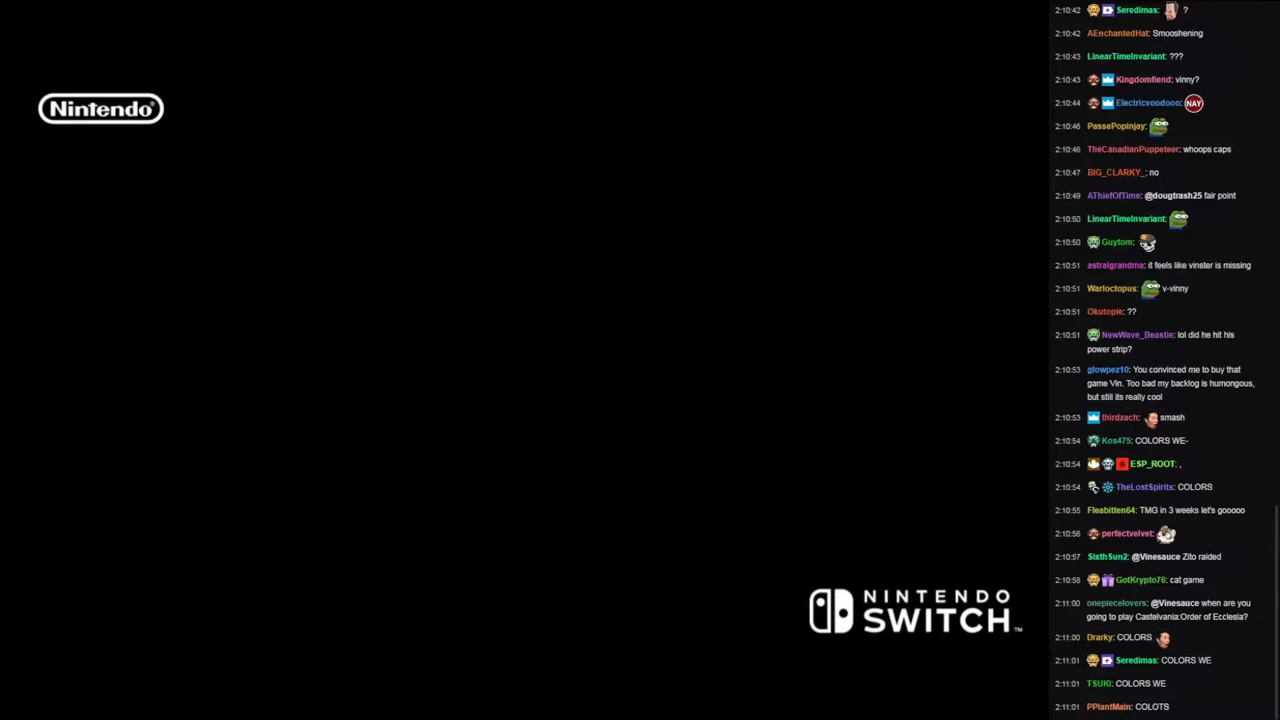 Nintendo®
NINTENDO
SWITCH™
2:10:42 Seredimas: ?
2:10:42 AEnchantedHat: Smooshening
2:10:43 LinearTimeInvariant: ???
2:10:43 Kingdomfiend: vinny?
2:10:44 Electricvoodooo: NAY
2:10:46 PassePopinjay:
2:10:46 TheCanadianPuppeteer: whoops caps
2:10:47 BIG_CLARKY_: no
2:10:49 AThiefOfTime: @dougtrash25 fair point
2:10:50 LinearTimeInvariant:
2:10:50 Guytom:
2:10:51 astralgrandma: it feels like vinster is missing
2:10:51 Warloctopus: v-vinny
2:10:51 Okutopie: ??
2:10:51 NewWave_Beastie: lol did he hit his
power strip?
2:10:53 glowpez10: You convinced me to buy that
game Vin. Too bad my backlog is humongous,
but still its really cool
2:10:53 thirdzach: smash
2:10:54 Kos475: COLORS WE-
2:10:54 ESP_ROOT: ,
2:10:54 TheLostSpirits: COLORS
2:10:55 Fleabitten64: TMG in 3 weeks let's gooooo
2:10:56 perfectvelvet:
2:10:57 SixthSun2: @Vinesauce Zito raided
2:10:58 GotKrypto76: cat game
2:11:00 onepiecelovers: @Vinesauce when are you
going to play Castelvania:Order of Ecclesia?
2:11:00 Drarky: COLORS
2:11:01 Seredimas: COLORS WE
2:11:01 TSUKI: COLORS WE
2:11:01 PPlantMain: COLOTS